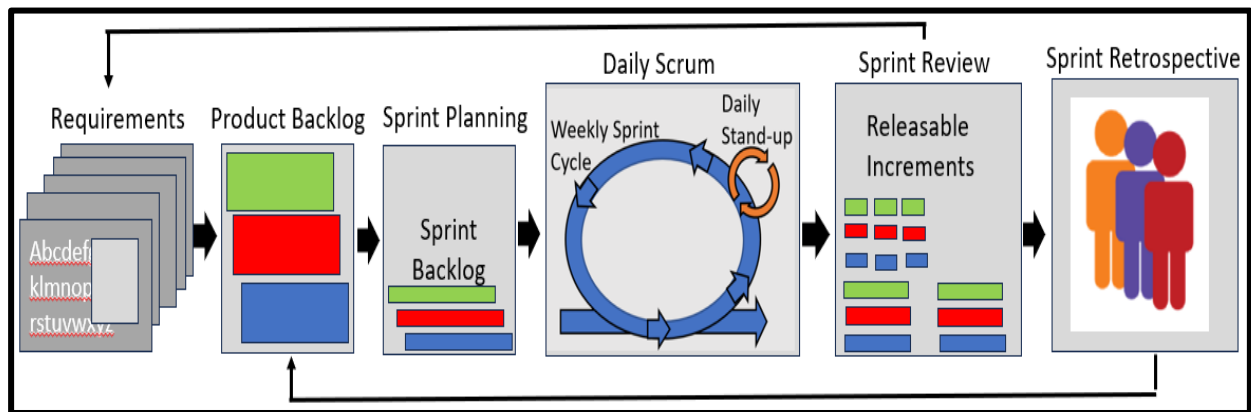 Requirements
Abcdef
klmnop
rstuvwxyz
Product Backlog
Sprint Planning
Sprint
Backlog
Daily Scrum
Weekly Sprint
Cycle
Daily
Stand-up
Sprint Review
Releasable
Increments
Sprint Retrospective